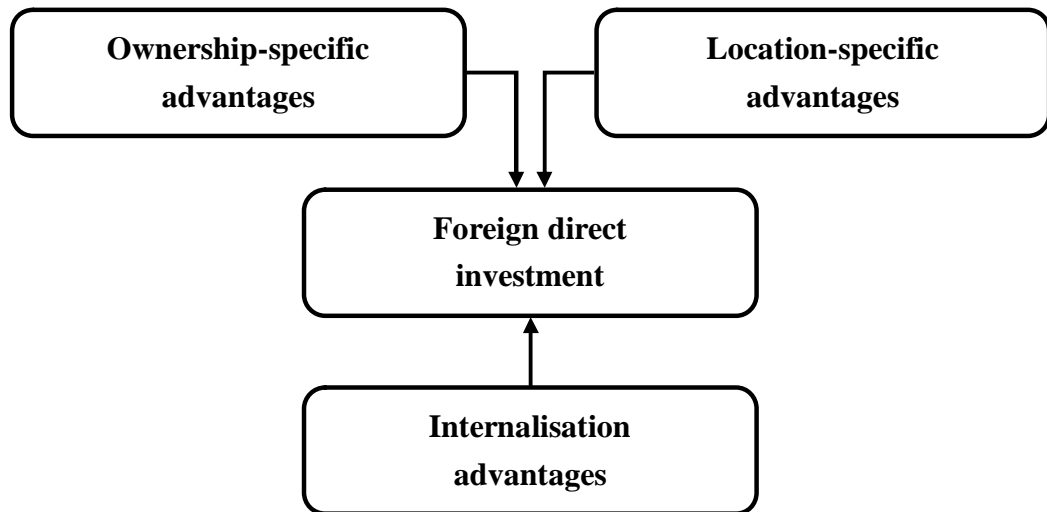 Ownership-specific
advantages
Location-specific
advantages
Foreign direct
investment
Internalisation
advantages